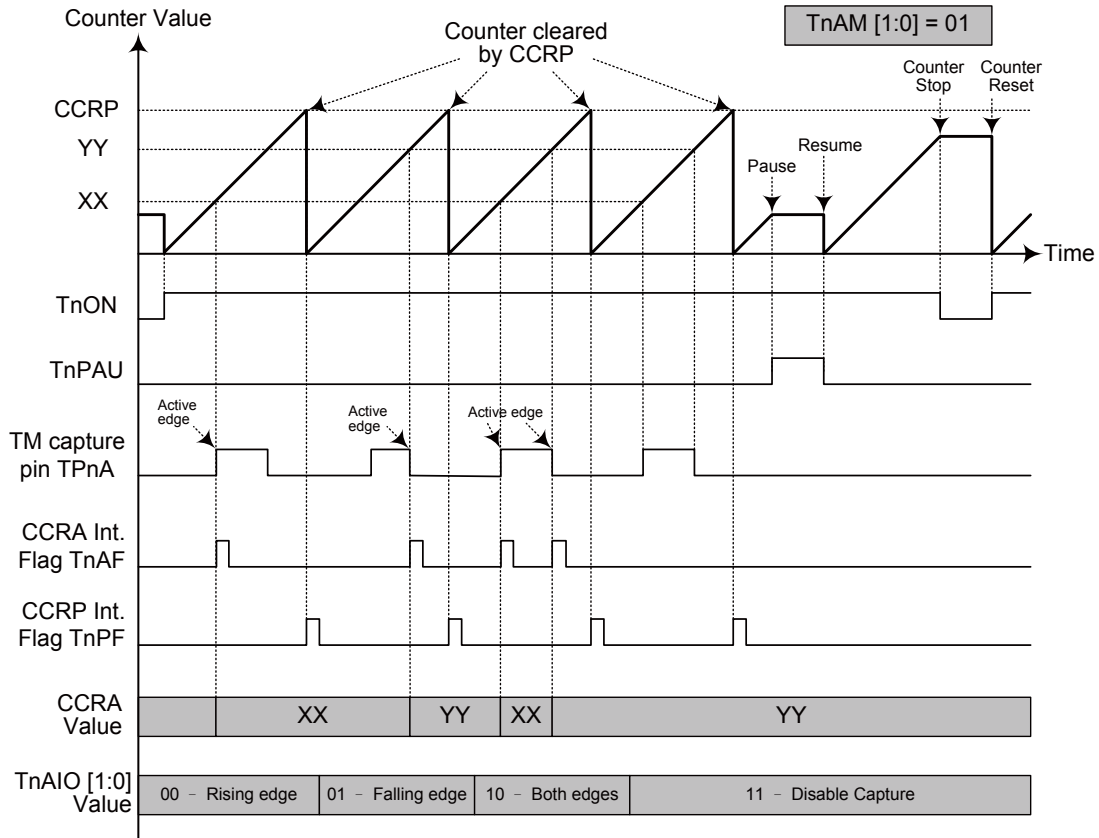 Counter Value
TnAM [1:0] = 01
Counter cleared
by CCRP
Counter
Stop
Counter
Reset
CCRP
YY
Pause
Resume
XX
Time
TnON
TnPAU
Active
edge
Active
edge
Active edge
TM capture
pin TPnA
CCRA Int.
Flag TnAF
CCRP Int.
Flag TnPF
CCRA
Value
XX
YY
XX
YY
TnAIO [1:0]
Value
00 - Rising edge
01 - Falling edge
10 - Both edges
11 - Disable Capture